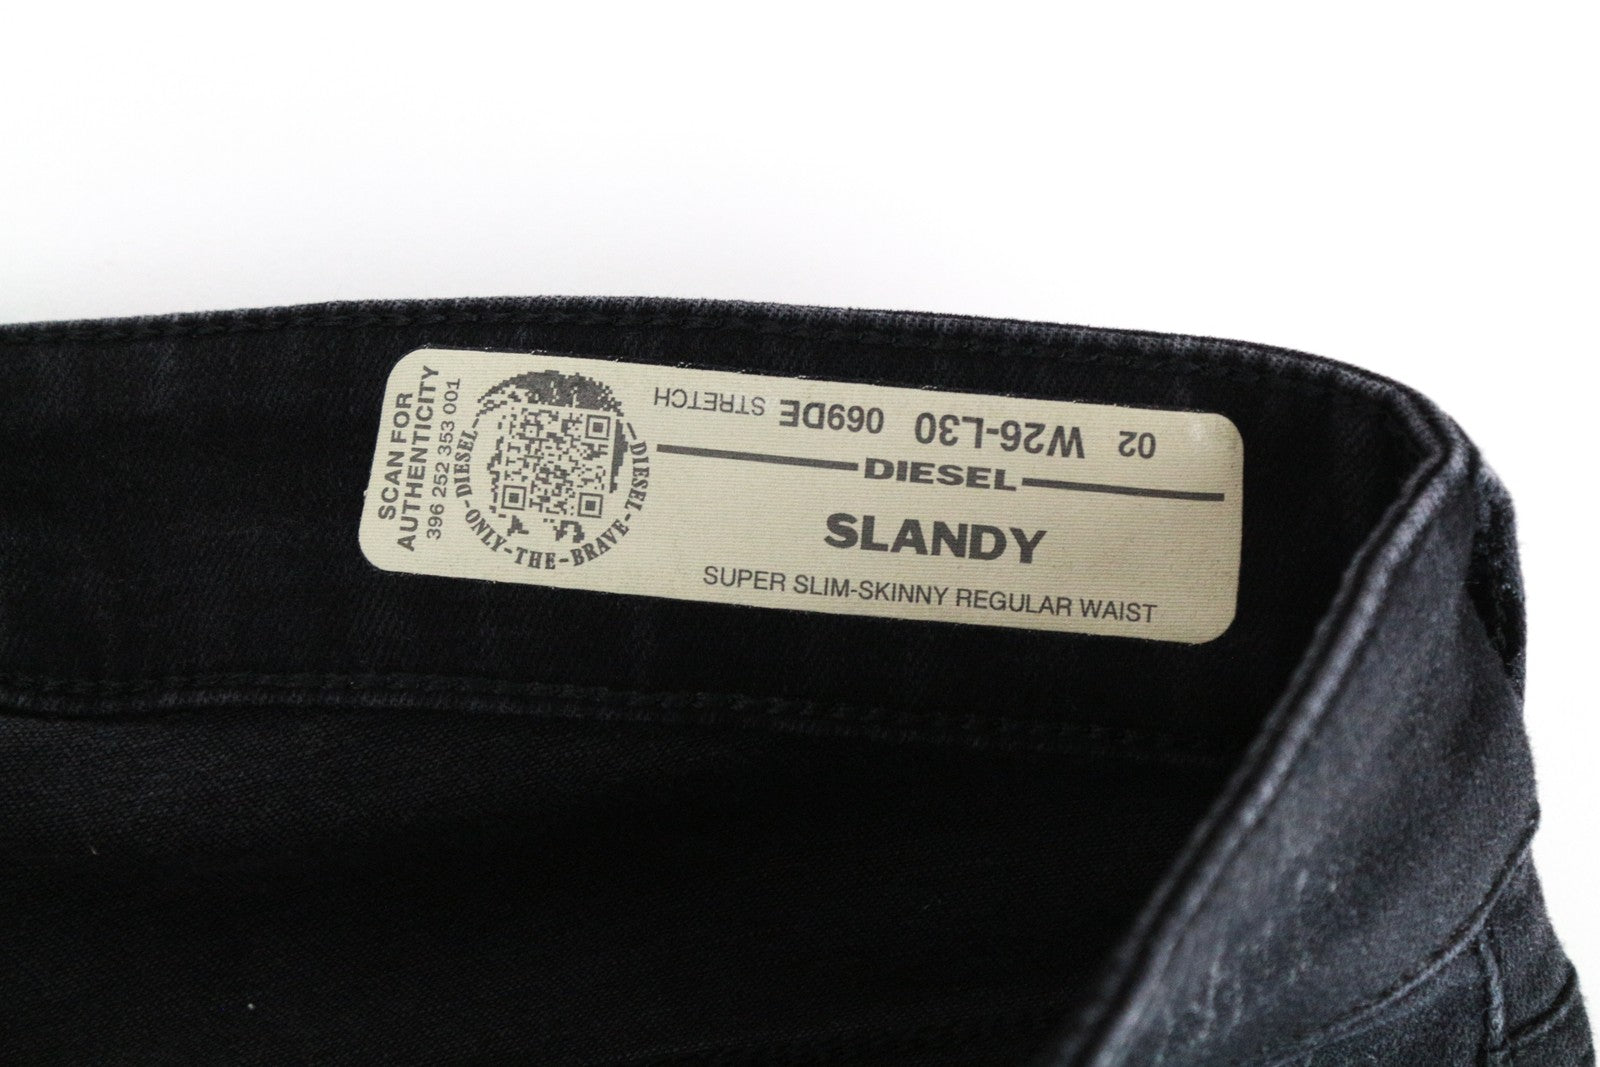 SCAN FOR
AUTHENTICITY
396 252 353 001
DIESEL-ONLY-THE-BRAVE-DIESEL
02 W26-L30 069DE STRETCH
DIESEL
SLANDY
SUPER SLIM-SKINNY REGULAR WAIST